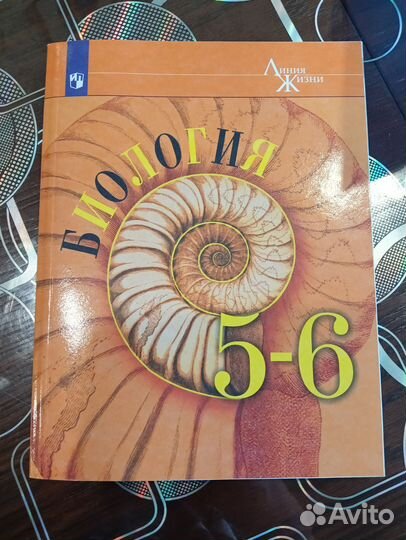 Линия
Жизни
Биология
5-6
Avito